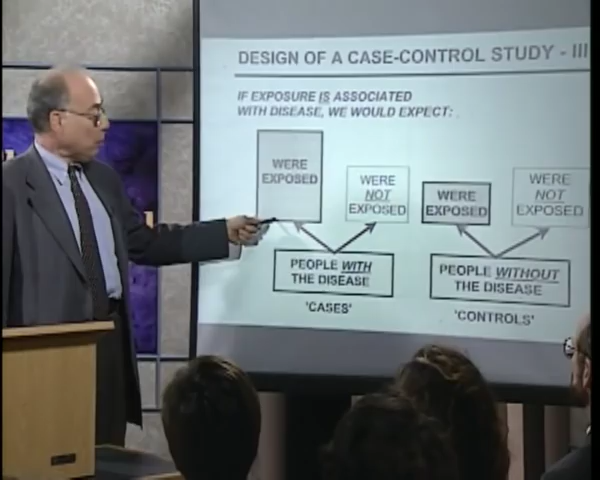 DESIGN OF A CASE-CONTROL STUDY - III
IF EXPOSURE IS ASSOCIATED
WITH DISEASE, WE WOULD EXPECT:
WERE
EXPOSED
WERE
NOT
EXPOSED
WERE
EXPOSED
WERE
NOT
EXPOSED
PEOPLE WITH
THE DISEASE
PEOPLE WITHOUT
THE DISEASE
'CASES'
'CONTROLS'